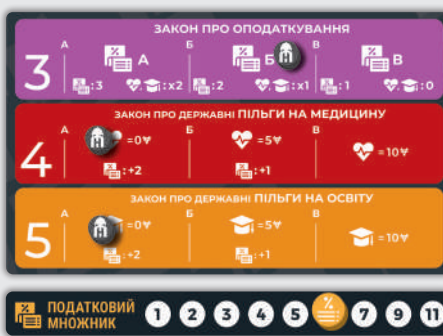 ЗАКОН ПРО ОПОДАТКУВАННЯ
3
А Б В
% А % Б % В
%:3 :x2 %:2 :x1 %:1 :0
ЗАКОН ПРО ДЕРЖАВНІ ПІЛЬГИ НА МЕДИЦИНУ
4
А Б В
=0₩ =5₩ =10₩
%:+2 %:+1
ЗАКОН ПРО ДЕРЖАВНІ ПІЛЬГИ НА ОСВІТУ
5
А Б В
=0₩ =5₩ =10₩
%:+2 %:+1
ПОДАТКОВИЙ
МНОЖНИК
1 2 3 4 5 7 9 11